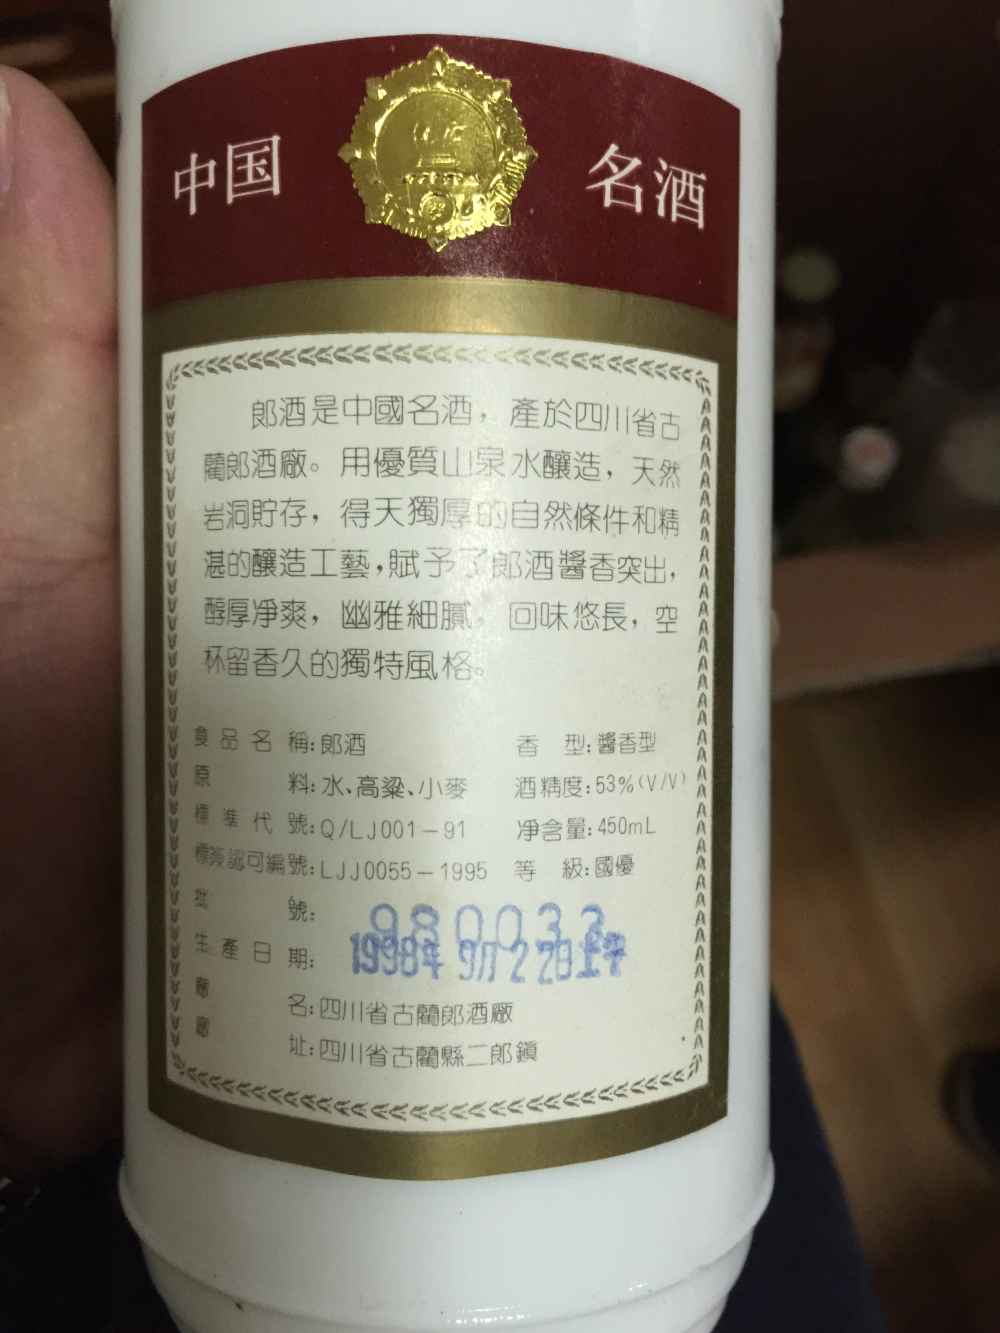 中国 名酒
郎酒是中國名酒，產於四川省古
藺郎酒廠。用優質山泉水釀造，天然
岩洞貯存，得天獨厚的自然條件和精
湛的釀造工藝，賦予了郎酒醬香突出，
醇厚凈爽，幽雅細膩，回味悠長，空
杯留香久的獨特風格。
食品名稱:郎酒 香型:醬香型
原料:水、高粱、小麥 酒精度:53%(V/V)
標準代號:Q/LJ001-91 凈含量:450mL
標簽認可編號:LJJ0055-1995 等級:國優
批號: 980033
生產日期: 1998年 月22日上午
廠名:四川省古藺郎酒廠
廠址:四川省古藺縣二郎鎮